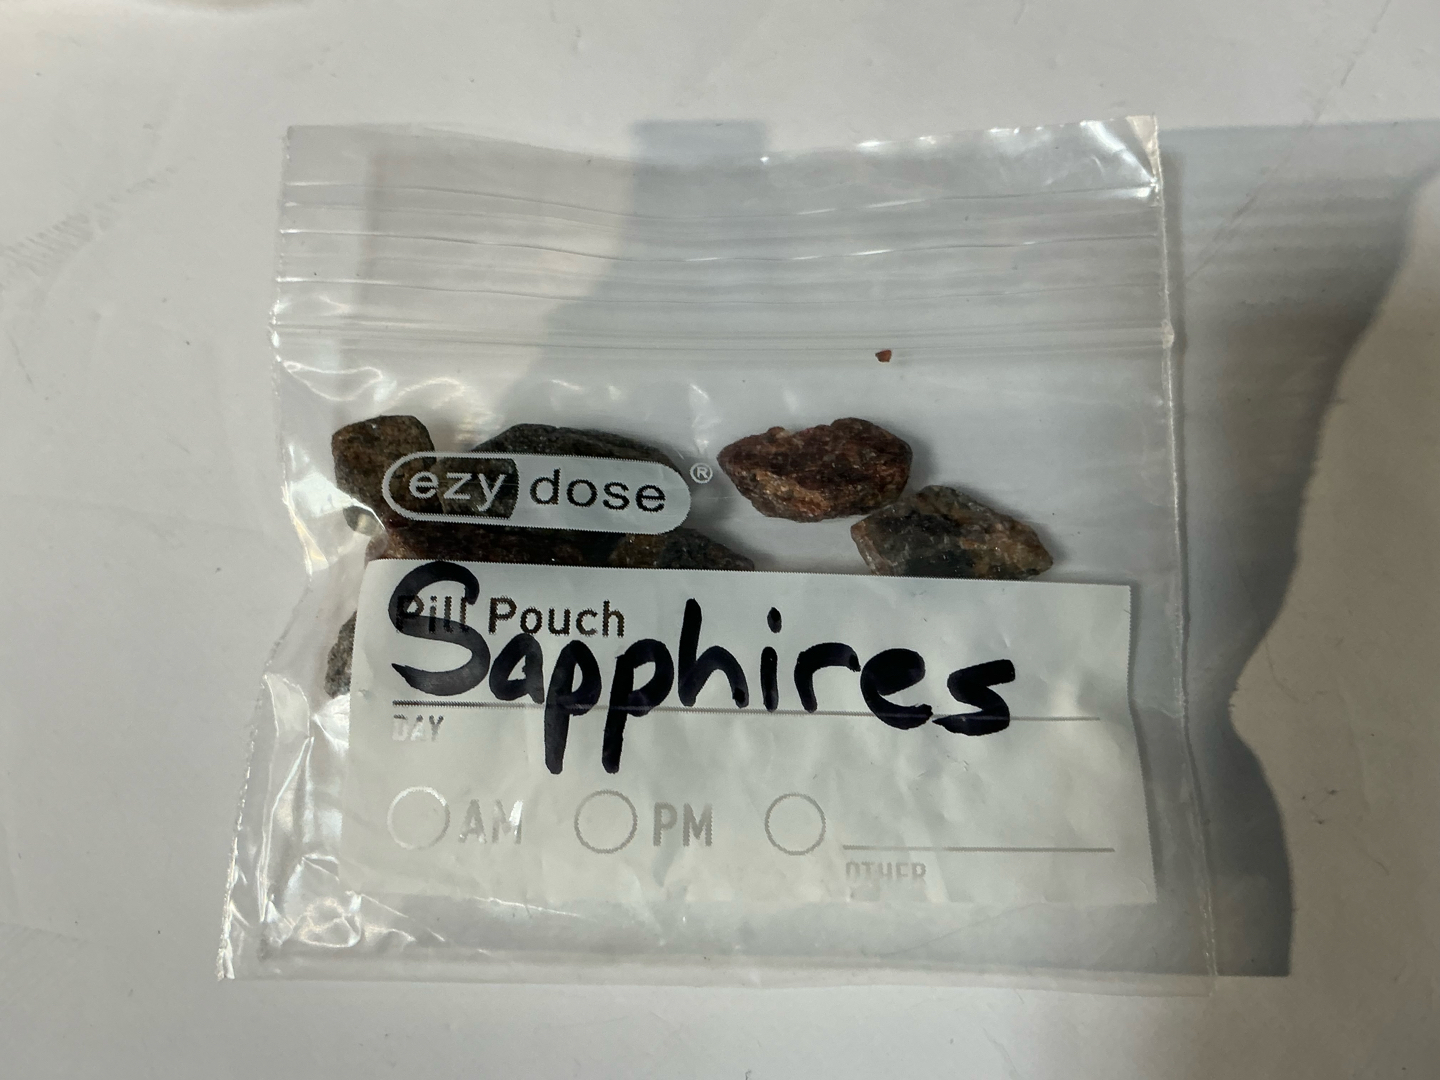 ezy dose®
Pill Pouch
Sapphires
DAY
AM PM
OTHER